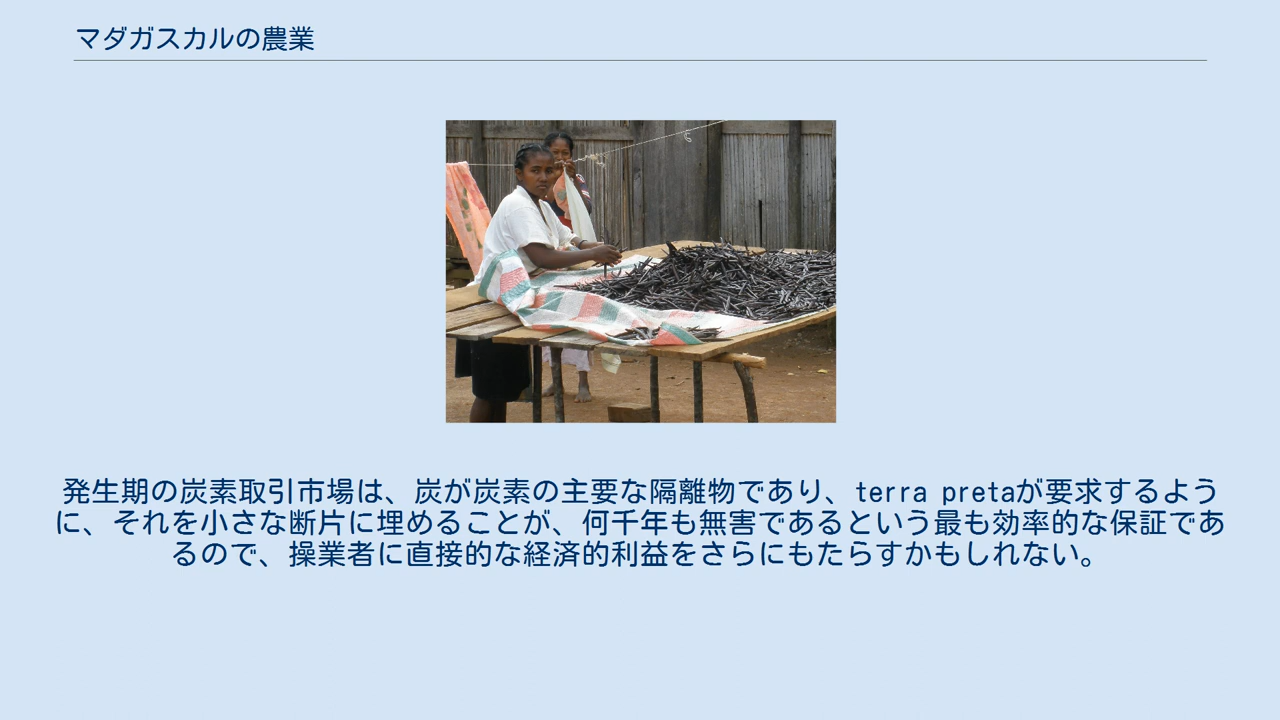 マダガスカルの農業
発生期の炭素取引市場は、炭が炭素の主要な隔離物であり、terra pretaが要求するよう
に、それを小さな断片に埋めることが、何千年も無害であるという最も効率的な保証であ
るので、操業者に直接的な経済的利益をさらにもたらすかもしれない。